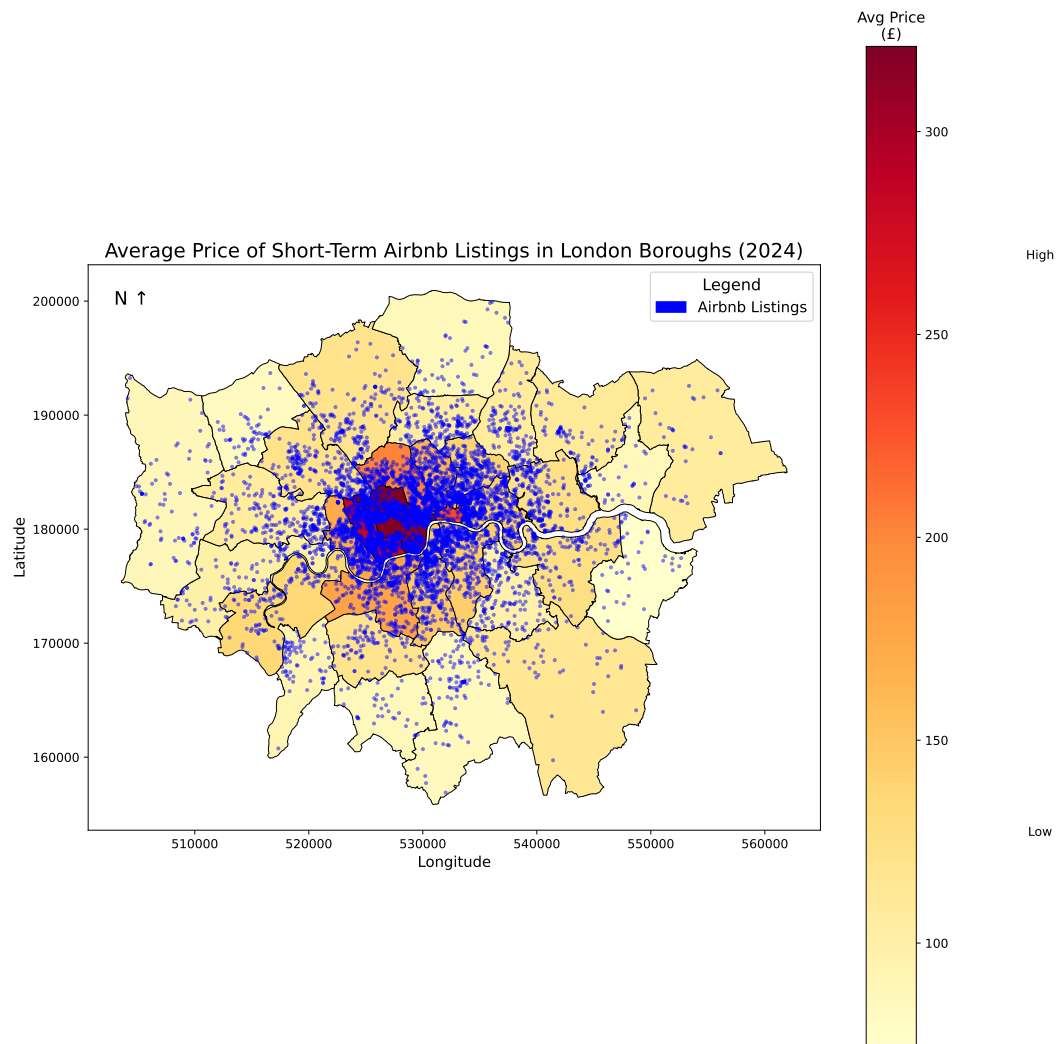 Avg Price
(£)
Average Price of Short-Term Airbnb Listings in London Boroughs (2024)
N ↑
Legend
Airbnb Listings
High
Low
300
250
200
150
100
200000
190000
180000
170000
160000
Latitude
510000
520000
530000
540000
550000
560000
Longitude